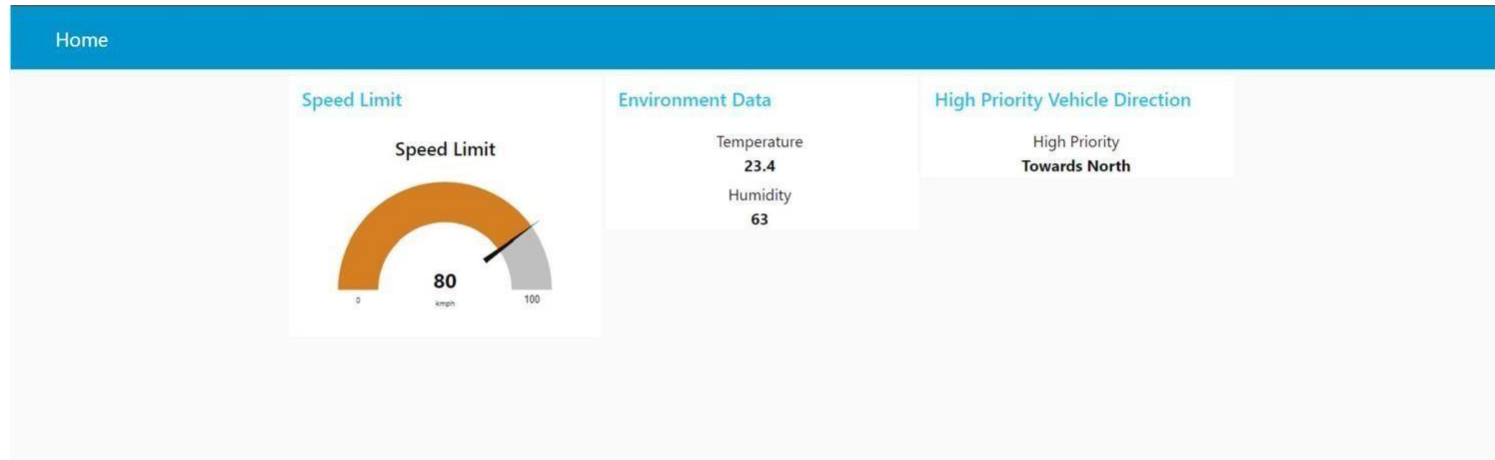 Home
Speed Limit
Speed Limit
80
0
kmph
100
Environment Data
Temperature
23.4
Humidity
63
High Priority Vehicle Direction
High Priority
Towards North